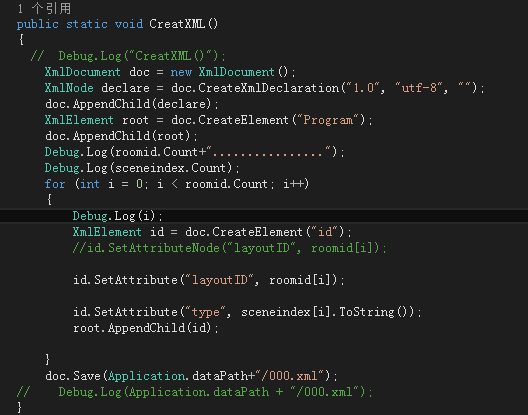 1 个引用
public static void CreatXML()
{
//  Debug.Log("CreatXML()");
XmlDocument doc = new XmlDocument();
XmlNode declare = doc.CreateXmlDeclaration("1.0", "utf-8", "");
doc.AppendChild(declare);
XmlElement root = doc.CreateElement("Program");
doc.AppendChild(root);
Debug.Log(roomid.Count+"................");
Debug.Log(sceneindex.Count);
for (int i = 0; i < roomid.Count; i++)
{
Debug.Log(i);
XmlElement id = doc.CreateElement("id");
//id.SetAttributeNode("layoutID", roomid[i]);
id.SetAttribute("layoutID", roomid[i]);
id.SetAttribute("type", sceneindex[i].ToString());
root.AppendChild(id);
}
doc.Save(Application.dataPath+"/000.xml");
//    Debug.Log(Application.dataPath + "/000.xml");
}